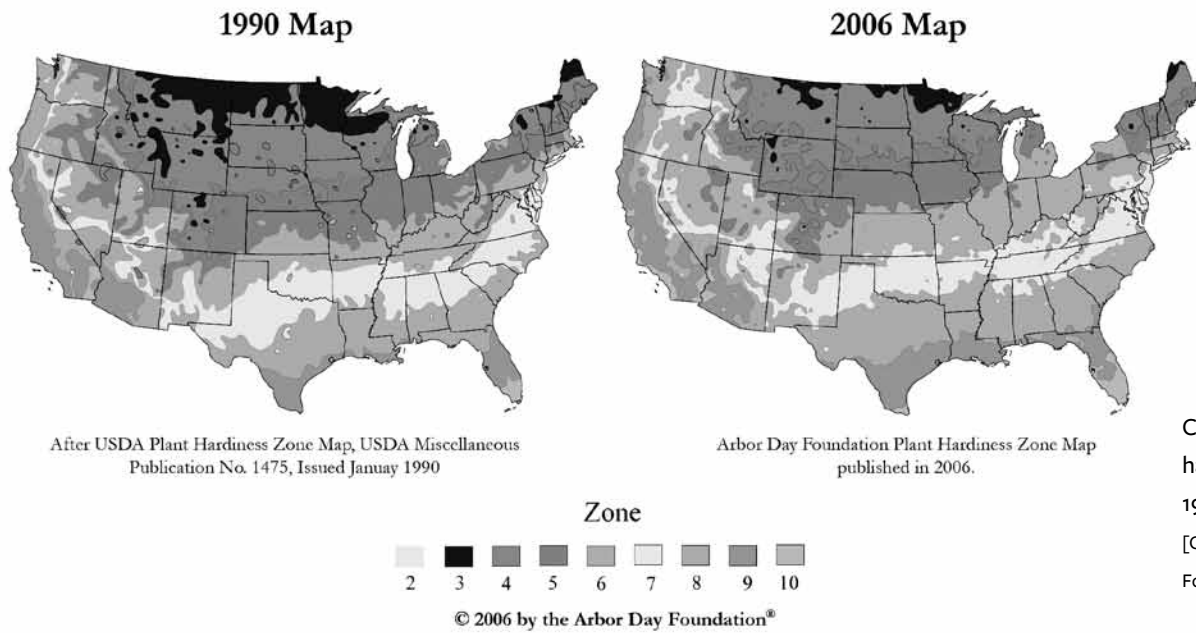 1990 Map
2006 Map
After USDA Plant Hardiness Zone Map, USDA Miscellaneous
Publication No. 1475, Issued Januay 1990
Arbor Day Foundation Plant Hardiness Zone Map
published in 2006.
Zone
2 3 4 5 6 7 8 9 10
© 2006 by the Arbor Day Foundation®